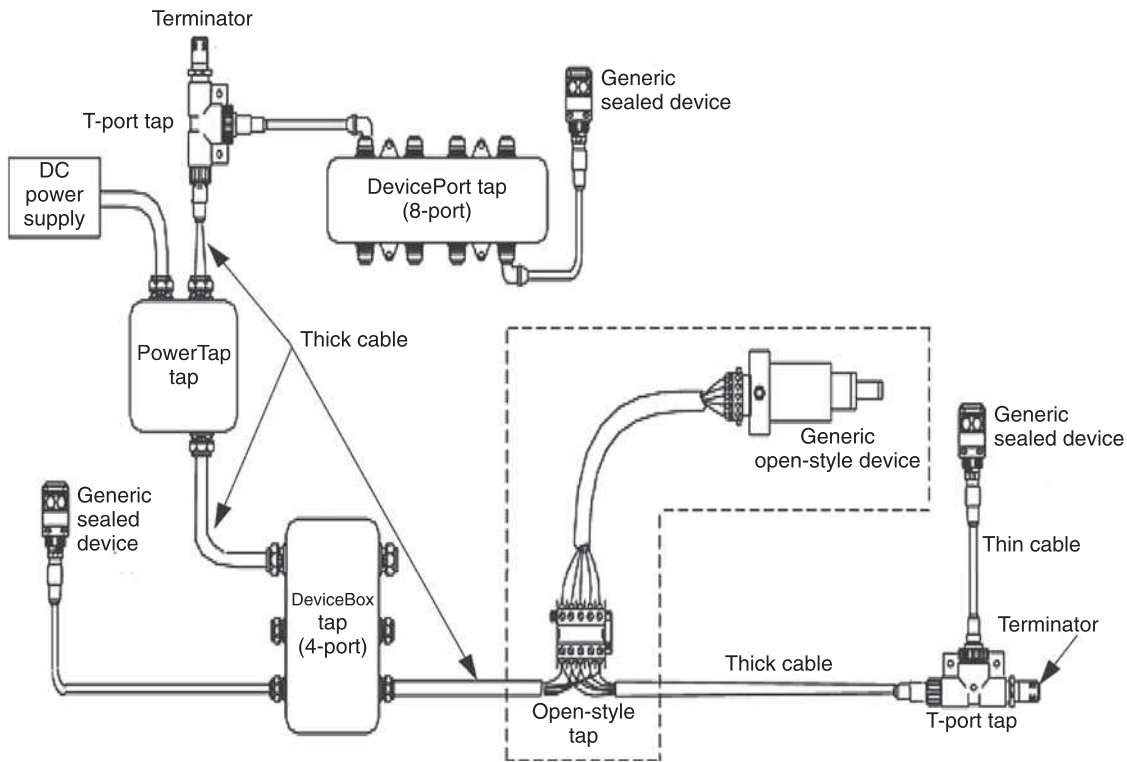 Terminator
T-port tap
Generic
sealed device
DC
power
supply
DevicePort tap
(8-port)
PowerTap
tap
Thick cable
Generic
open-style device
Generic
sealed device
Generic
sealed
device
DeviceBox
tap
(4-port)
Thin cable
Terminator
Thick cable
Open-style
tap
T-port tap